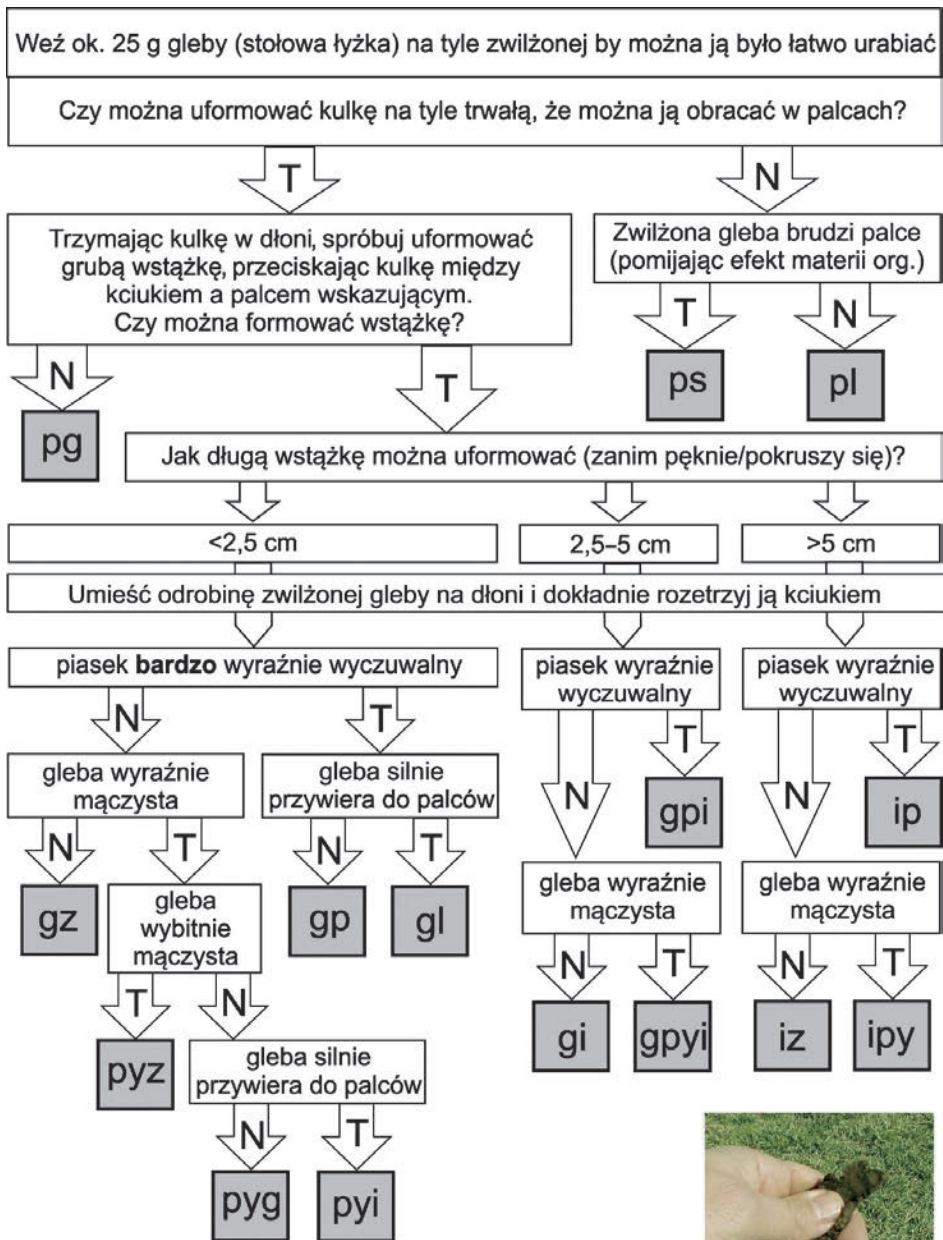 Weź ok. 25 g gleby (stołowa łyżka) na tyle zwilżonej by można ją było łatwo urabiać
Czy można uformować kulkę na tyle trwałą, że można ją obracać w palcach?
T
N
Trzymając kulkę w dłoni, spróbuj uformować
grubą wstążkę, przeciskając kulkę między
kciukiem a palcem wskazującym.
Czy można formować wstążkę?
Zwilżona gleba brudzi palce
(pomijając efekt materii org.)
T
N
ps
pl
N
T
pg
Jak długą wstążkę można uformować (zanim pęknie/pokruszy się)?
<2,5 cm
2,5–5 cm
>5 cm
Umieść odrobinę zwilżonej gleby na dłoni i dokładnie rozetrzyj ją kciukiem
piasek bardzo wyraźnie wyczuwalny
piasek wyraźnie
wyczuwalny
piasek wyraźnie
wyczuwalny
N
T
N
T
N
T
gleba wyraźnie
mączysta
gleba silnie
przywiera do palców
gpi
ip
N
T
N
T
gz
gleba
wybitnie
mączysta
gp
gl
gleba wyraźnie
mączysta
gleba wyraźnie
mączysta
T
N
N
T
N
T
pyz
gleba silnie
przywiera do palców
gi
gpyi
iz
ipy
N
T
pyg
pyi